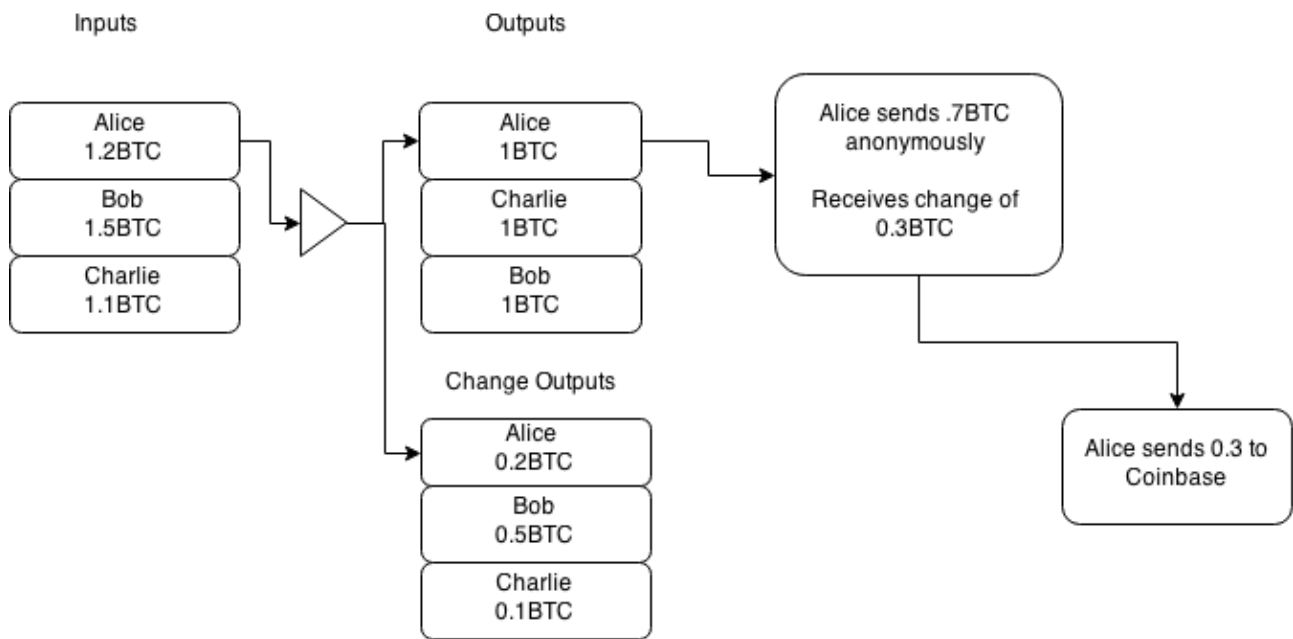 Inputs
Outputs
Alice
1.2BTC
Bob
1.5BTC
Charlie
1.1BTC
Alice
1BTC
Charlie
1BTC
Bob
1BTC
Change Outputs
Alice
0.2BTC
Bob
0.5BTC
Charlie
0.1BTC
Alice sends .7BTC
anonymously
Receives change of
0.3BTC
Alice sends 0.3 to
Coinbase